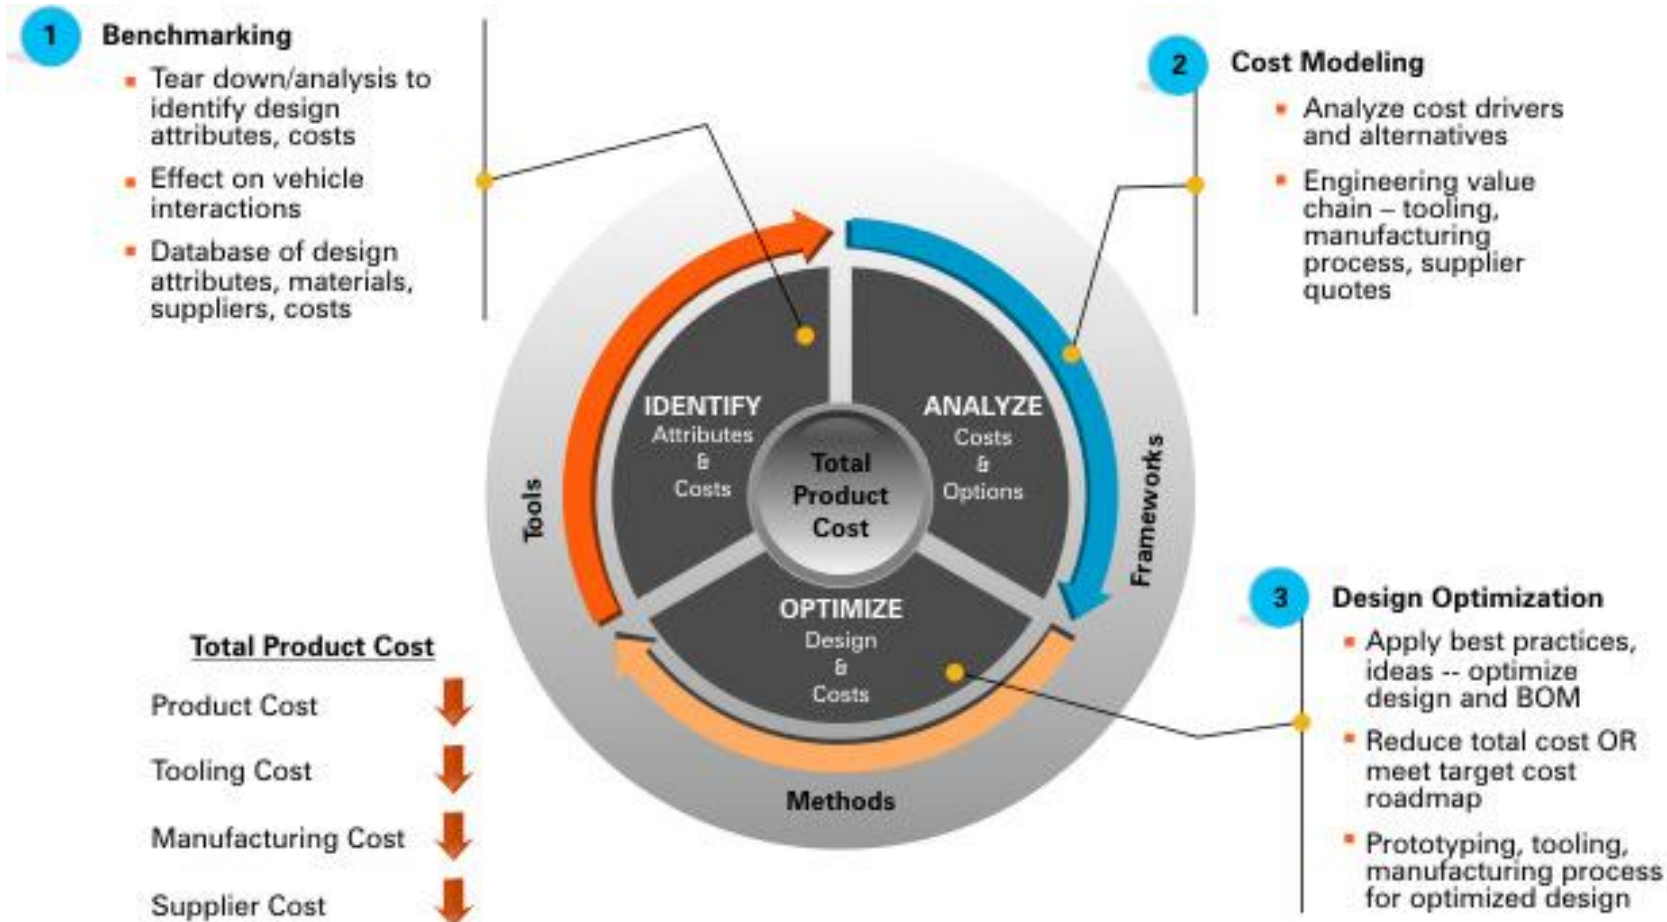 1
Benchmarking
Tear down/analysis to
identify design
attributes, costs
Effect on vehicle
interactions
Database of design
attributes, materials,
suppliers, costs
2
Cost Modeling
Analyze cost drivers
and alternatives
Engineering value
chain – tooling,
manufacturing
process, supplier
quotes
IDENTIFY
Attributes
&
Costs
ANALYZE
Costs
&
Options
Total
Product
Cost
OPTIMIZE
Design
&
Costs
Tools
Frameworks
Methods
3
Design Optimization
Apply best practices,
ideas -- optimize
design and BOM
Reduce total cost OR
meet target cost
roadmap
Prototyping, tooling,
manufacturing process
for optimized design
Total Product Cost
Product Cost
Tooling Cost
Manufacturing Cost
Supplier Cost